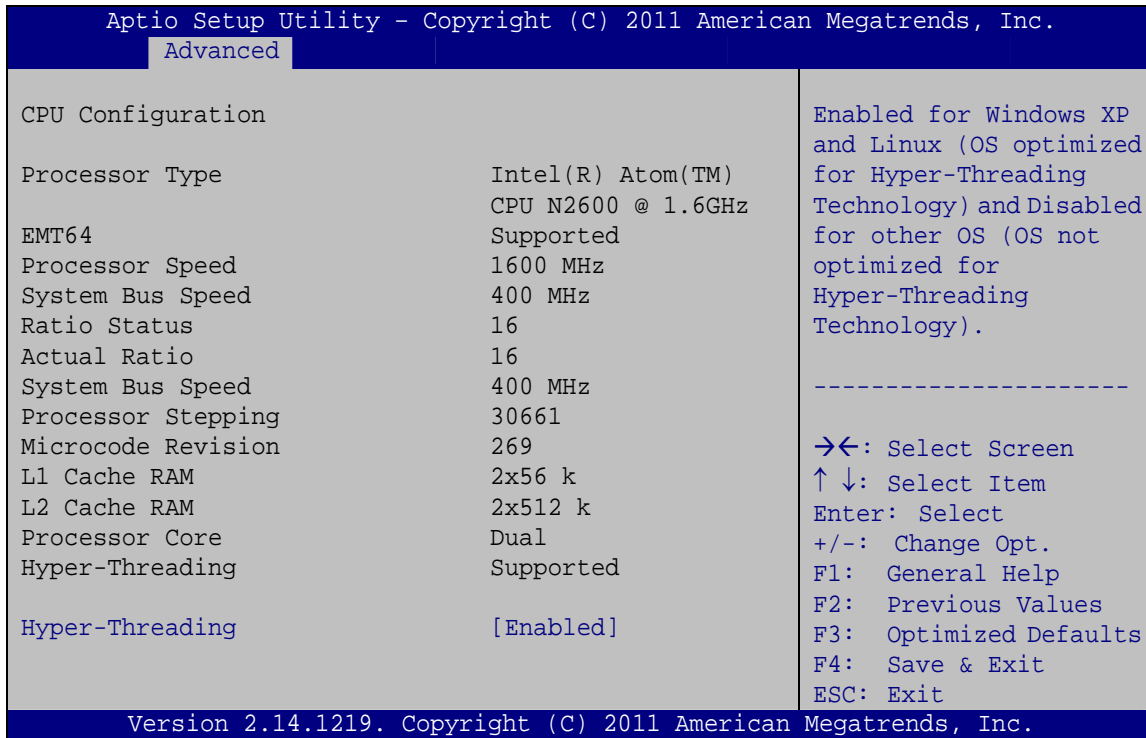 Aptio Setup Utility – Copyright (C) 2011 American Megatrends, Inc.
Advanced
CPU Configuration
Processor Type Intel(R) Atom(TM)
CPU N2600 @ 1.6GHz
EMT64 Supported
Processor Speed 1600 MHz
System Bus Speed 400 MHz
Ratio Status 16
Actual Ratio 16
System Bus Speed 400 MHz
Processor Stepping 30661
Microcode Revision 269
L1 Cache RAM 2x56 k
L2 Cache RAM 2x512 k
Processor Core Dual
Hyper-Threading Supported
Hyper-Threading [Enabled]
Enabled for Windows XP
and Linux (OS optimized
for Hyper-Threading
Technology) and Disabled
for other OS (OS not
optimized for
Hyper-Threading
Technology).
----------------------
→←: Select Screen
↑ ↓: Select Item
Enter: Select
+/-: Change Opt.
F1: General Help
F2: Previous Values
F3: Optimized Defaults
F4: Save & Exit
ESC: Exit
Version 2.14.1219. Copyright (C) 2011 American Megatrends, Inc.